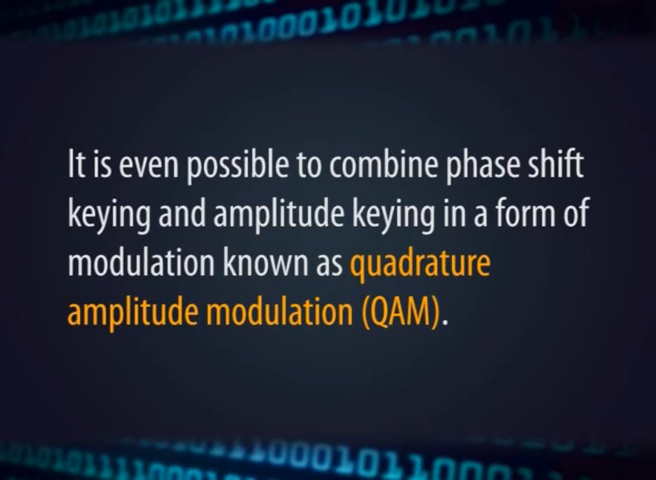 It is even possible to combine phase shift
keying and amplitude keying in a form of
modulation known as quadrature
amplitude modulation (QAM).